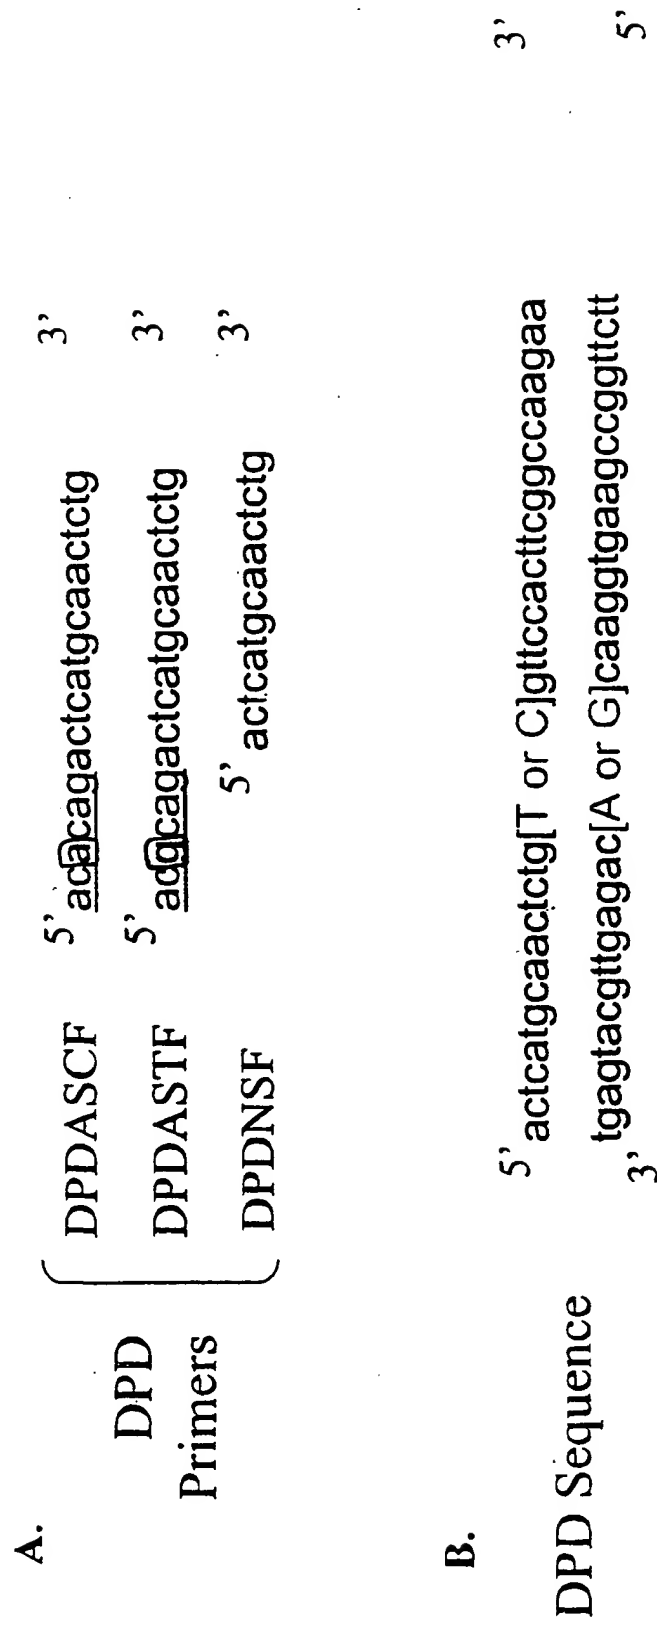 A.
DPD
Primers
DPDASCF 5' acacagactcatgcaactctg 3'
DPDASTF 5' acgcagactcatgcaactctg 3'
DPDNSF 5' actcatgcaactctg 3'
B.
DPD Sequence
5' actcatgcaactctg[T or C]gttccacttcggccaagaa 3'
3' tgagtacgttgagac[A or G]caaggtgaagccggttctt 5'